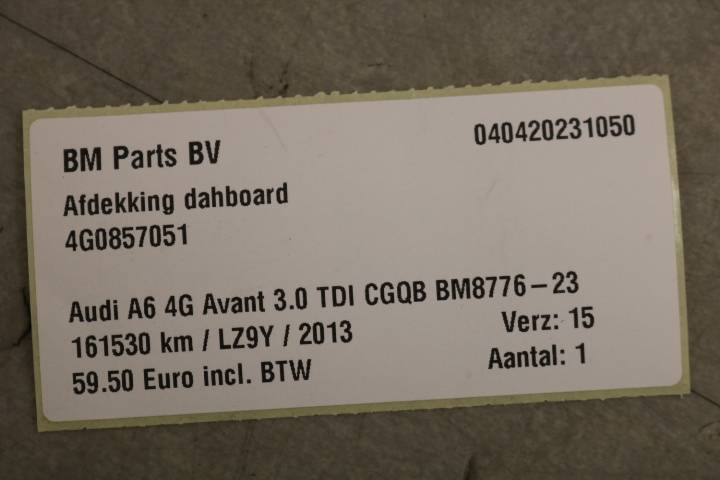 BM Parts BV
040420231050
Afdekking dahboard
4G0857051
Audi A6 4G Avant 3.0 TDI CGQB BM8776-23
161530 km / LZ9Y / 2013
Verz: 15
59.50 Euro incl. BTW
Aantal: 1